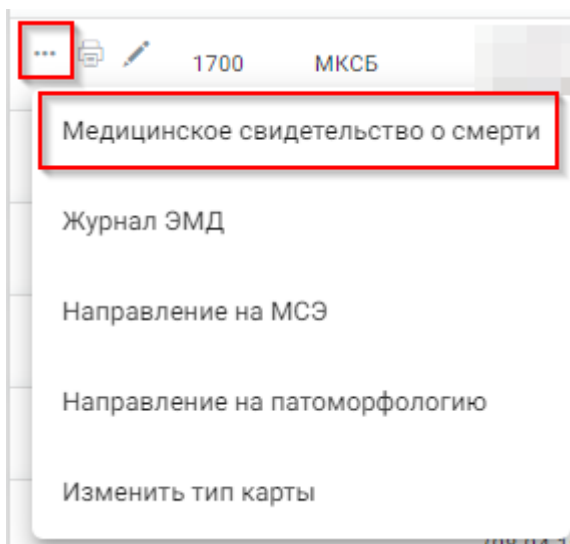 ... 1700 МКСБ
Медицинское свидетельство о смерти
Журнал ЭМД
Направление на МСЭ
Направление на патоморфологию
Изменить тип карты